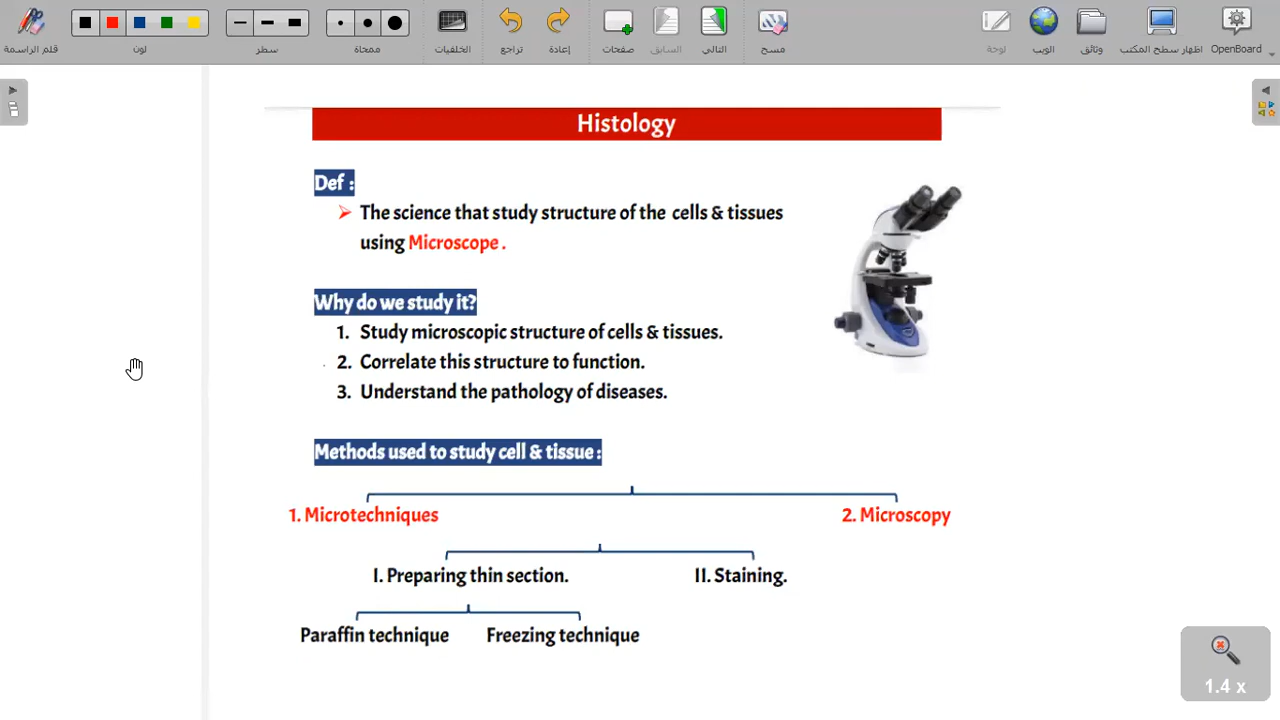 قلم الراسمة
لون
سطر
ممحاة
الخلفيات
تراجع
إعادة
صفحات
السابق
التالي
مسح
لوحة
الويب
وثائق
اظهار سطح المكتب
OpenBoard
Histology
Def :
The science that study structure of the cells & tissues
using Microscope .
Why do we study it?
1. Study microscopic structure of cells & tissues.
2. Correlate this structure to function.
3. Understand the pathology of diseases.
Methods used to study cell & tissue :
1. Microtechniques
2. Microscopy
I. Preparing thin section.
II. Staining.
Paraffin technique
Freezing technique
1.4 x